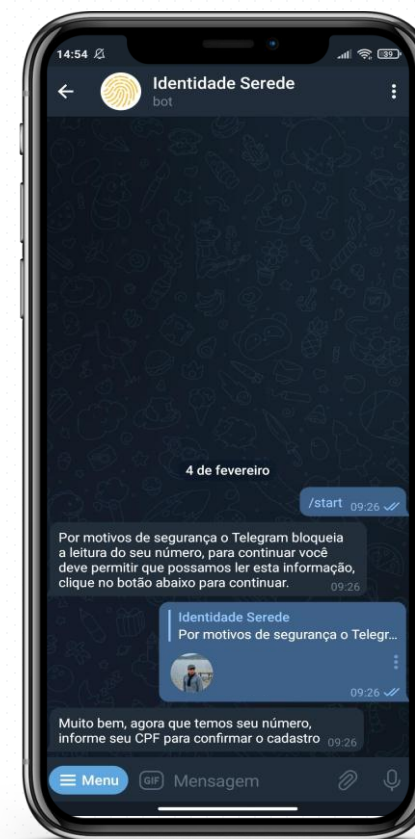 14:54
39
Identidade Serede
bot
4 de fevereiro
/start 09:26
Por motivos de segurança o Telegram bloqueia
a leitura do seu número, para continuar você
deve permitir que possamos ler esta informação,
clique no botão abaixo para continuar.
09:26
Identidade Serede
Por motivos de segurança o Telegr...
09:26
Muito bem, agora que temos seu número,
informe seu CPF para confirmar o cadastro 09:26
Menu GIF Mensagem